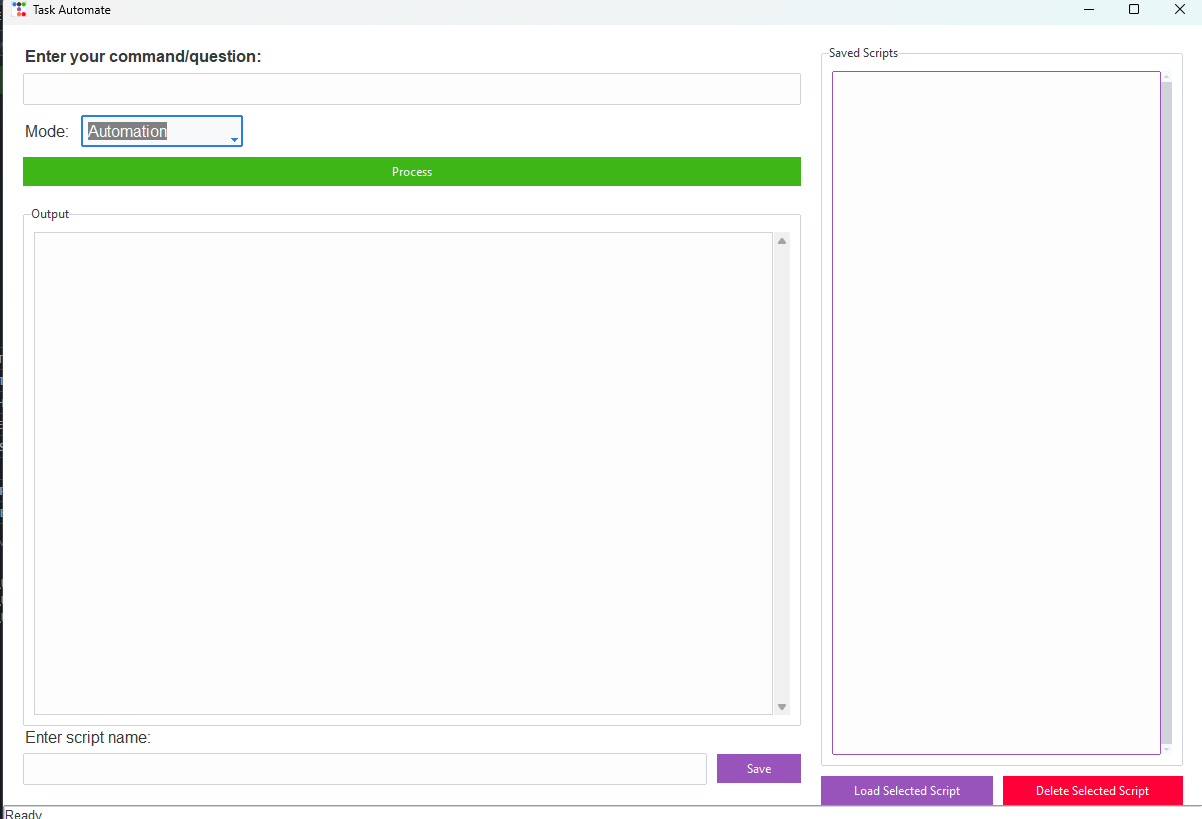 Task Automate
Enter your command/question:
Mode: Automation
Process
Output
Enter script name:
Save
Saved Scripts
Load Selected Script
Delete Selected Script
Ready